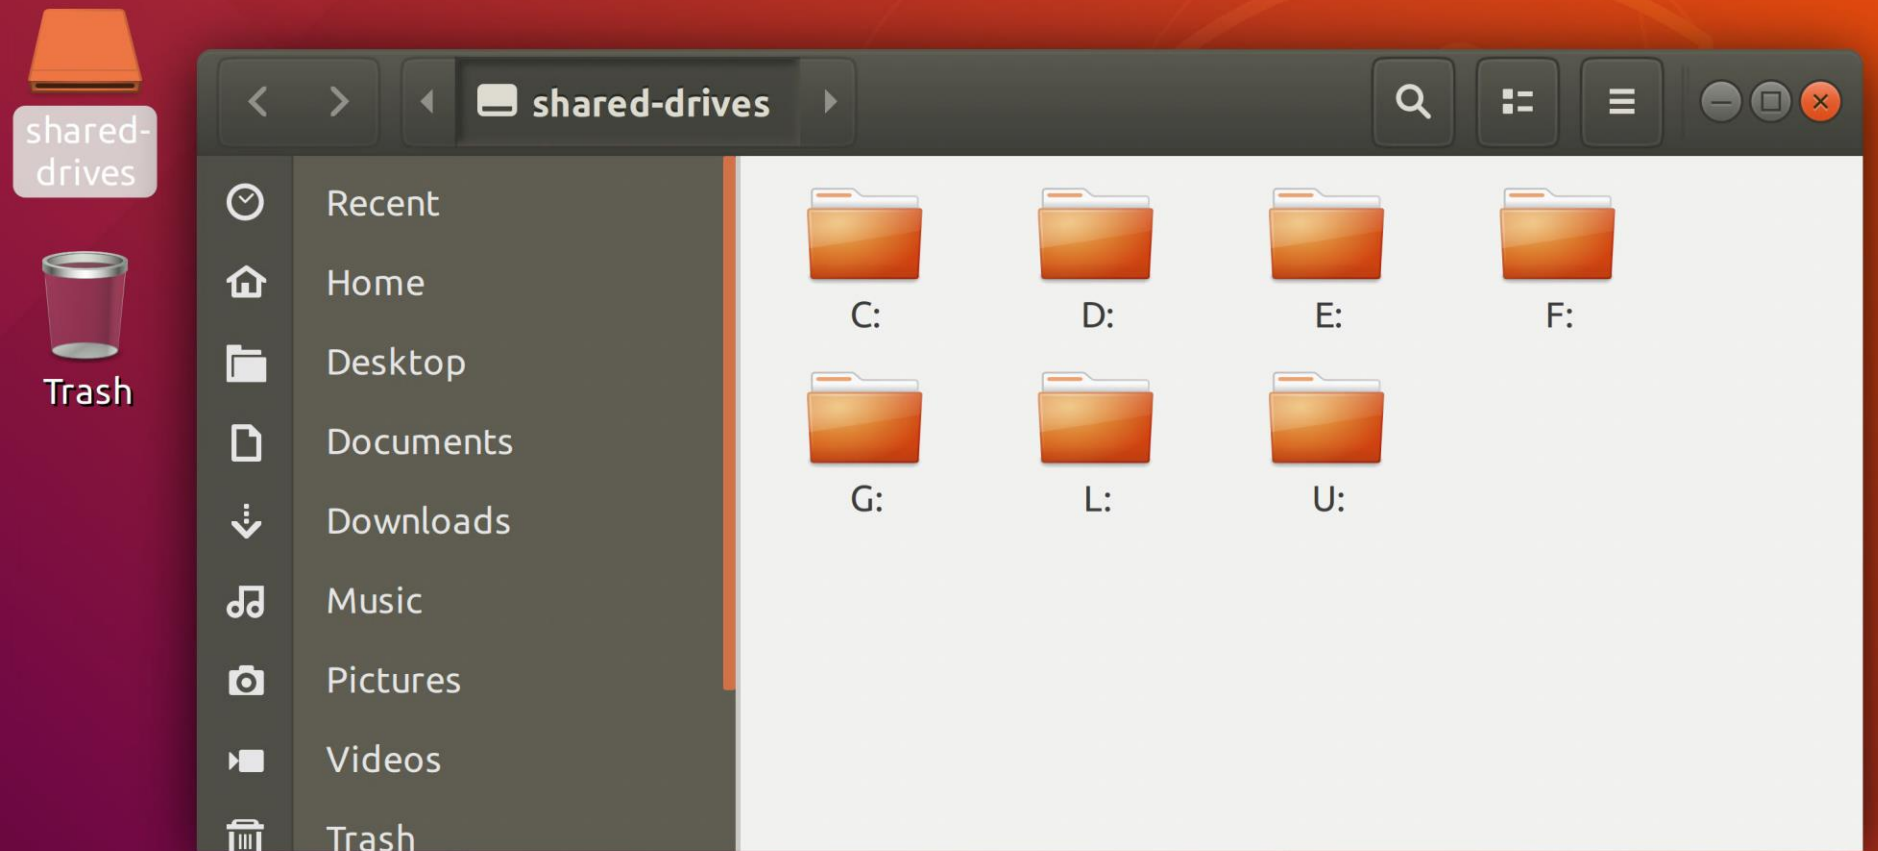 shared-
drives
Trash
shared-drives
Recent
Home
Desktop
Documents
Downloads
Music
Pictures
Videos
Trash
C:
D:
E:
F:
G:
L:
U: